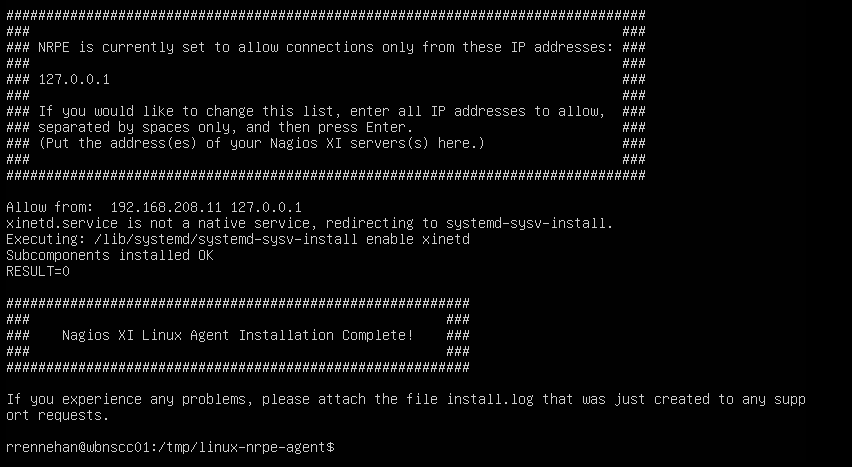 ################################################################################
###                                                                          ###
### NRPE is currently set to allow connections only from these IP addresses: ###
###                                                                          ###
### 127.0.0.1                                                                ###
###                                                                          ###
### If you would like to change this list, enter all IP addresses to allow,  ###
### separated by spaces only, and then press Enter.                          ###
### (Put the address(es) of your Nagios XI servers(s) here.)                 ###
###                                                                          ###
################################################################################

Allow from:  192.168.208.11 127.0.0.1
xinetd.service is not a native service, redirecting to systemd-sysv-install.
Executing: /lib/systemd/systemd-sysv-install enable xinetd
Subcomponents installed OK
RESULT=0

##########################################################
###                                                    ###
###    Nagios XI Linux Agent Installation Complete!    ###
###                                                    ###
##########################################################

If you experience any problems, please attach the file install.log that was just created to any supp
ort requests.

rrennehan@wbnscc01:/tmp/linux-nrpe-agent$